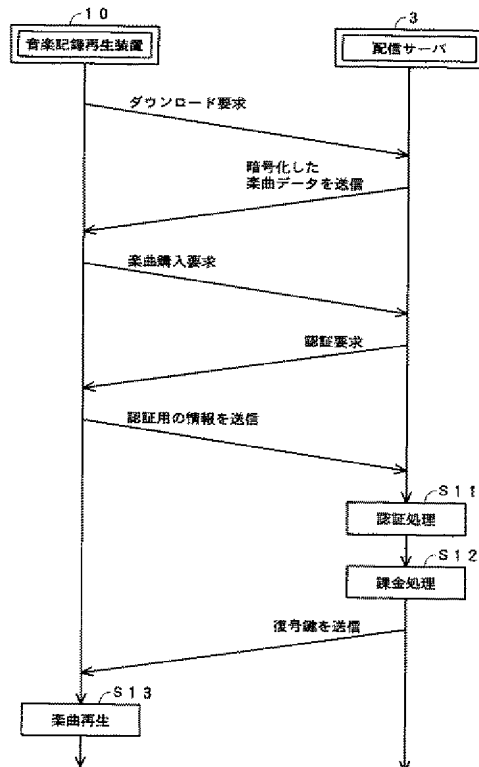 10
音楽記録再生装置
3
配信サーバ
ダウンロード要求
暗号化した
楽曲データを送信
楽曲購入要求
認証要求
認証用の情報を送信
S11
認証処理
S12
課金処理
復号鍵を送信
S13
楽曲再生